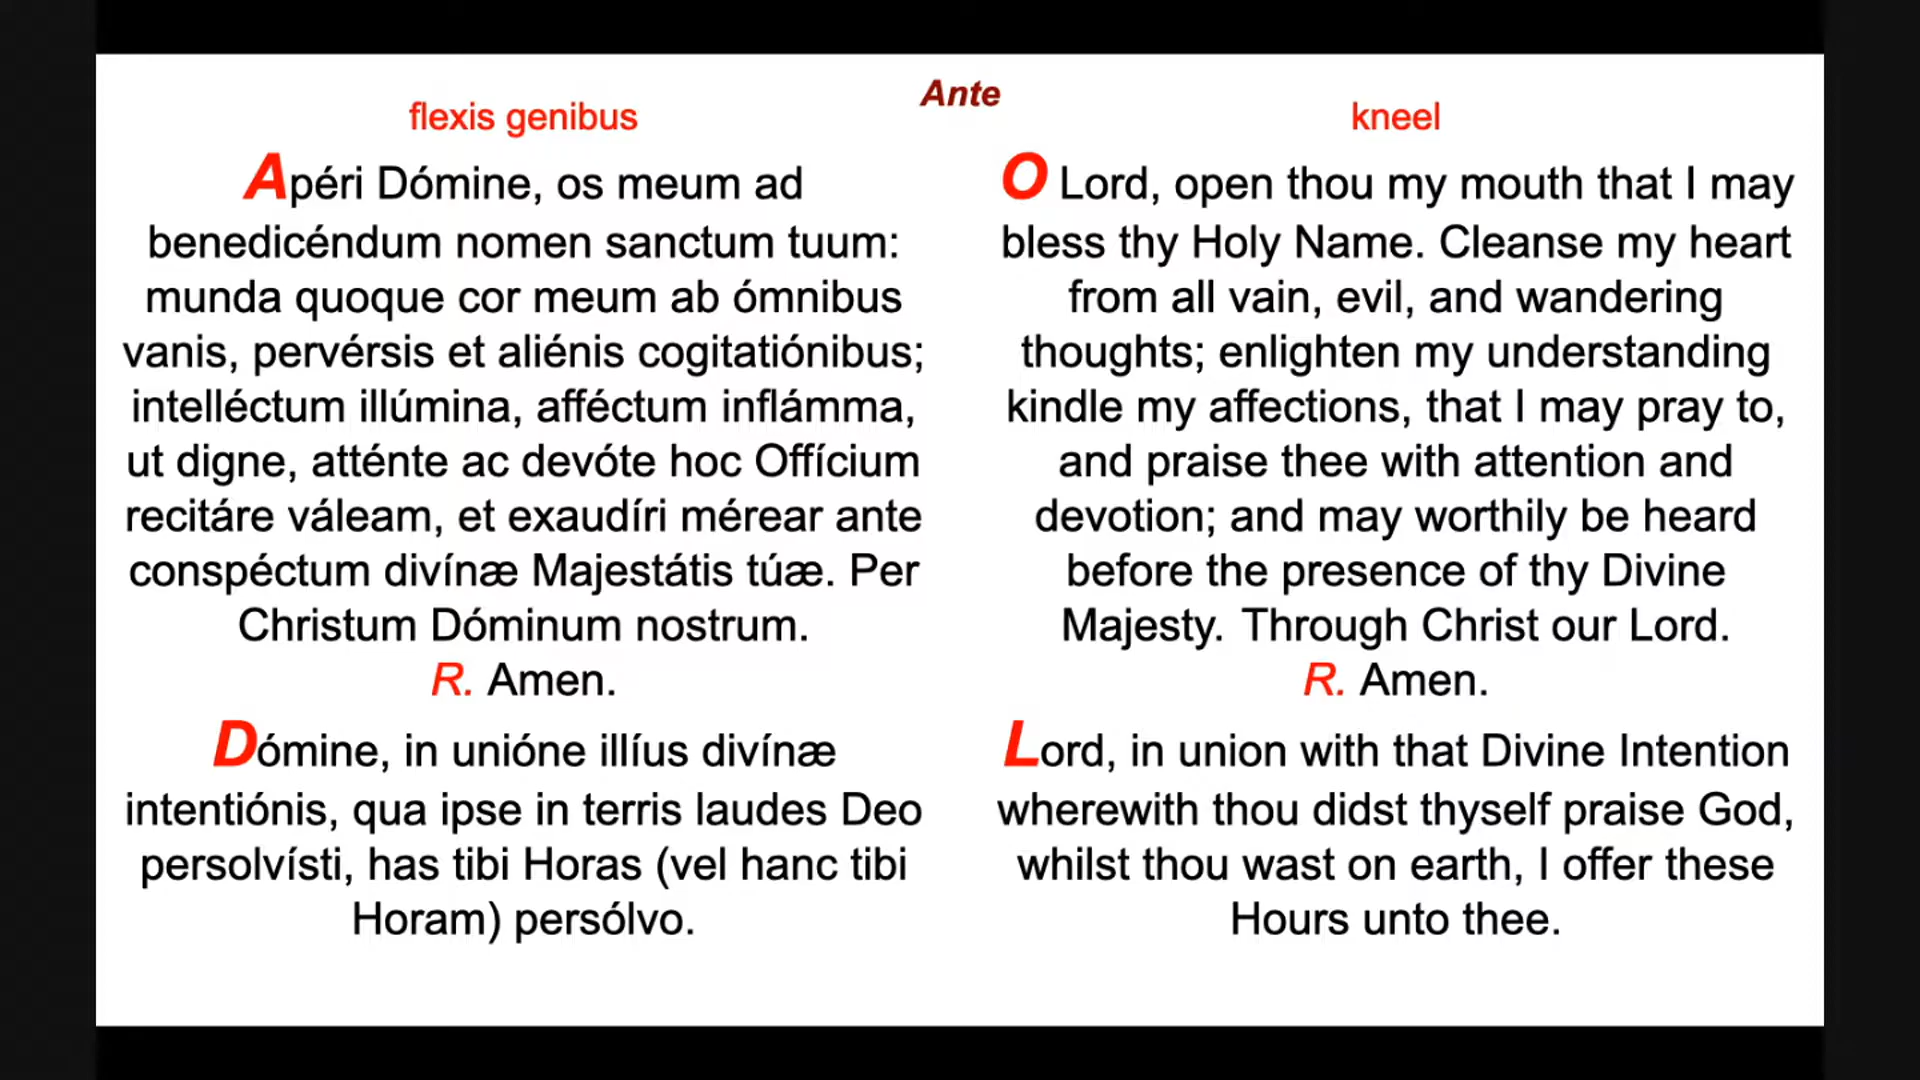 Ante
flexis genibus
Apéri Dómine, os meum ad
benedicéndum nomen sanctum tuum:
munda quoque cor meum ab ómnibus
vanis, pervérsis et aliénis cogitatiónibus;
intelléctum illúmina, afféctum inflámma,
ut digne, atténte ac devóte hoc Offícium
recitáre váleam, et exaudíri mérear ante
conspéctum divínæ Majestátis túæ. Per
Christum Dóminum nostrum.
R. Amen.
Dómine, in unióne illíus divínæ
intentiónis, qua ipse in terris laudes Deo
persolvísti, has tibi Horas (vel hanc tibi
Horam) persólvo.
kneel
O Lord, open thou my mouth that I may
bless thy Holy Name. Cleanse my heart
from all vain, evil, and wandering
thoughts; enlighten my understanding
kindle my affections, that I may pray to,
and praise thee with attention and
devotion; and may worthily be heard
before the presence of thy Divine
Majesty. Through Christ our Lord.
R. Amen.
Lord, in union with that Divine Intention
wherewith thou didst thyself praise God,
whilst thou wast on earth, I offer these
Hours unto thee.